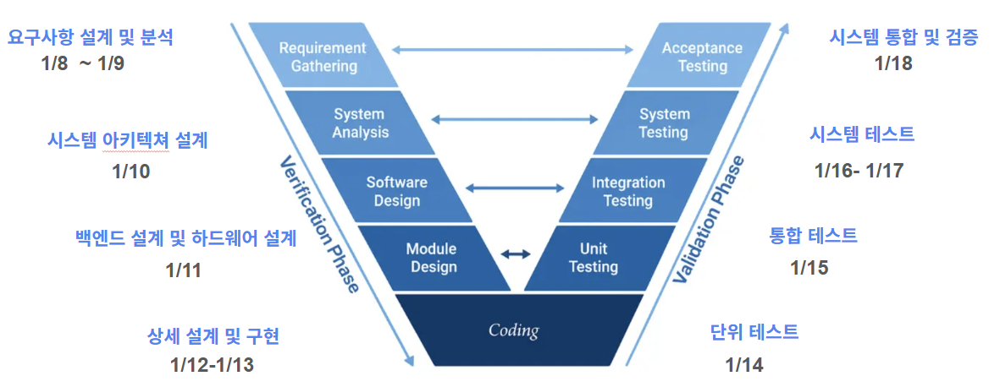 요구사항 설계 및 분석
1/8 ~ 1/9
시스템 아키텍쳐 설계
1/10
백엔드 설계 및 하드웨어 설계
1/11
상세 설계 및 구현
1/12-1/13
Verification Phase
Requirement
Gathering
System
Analysis
Software
Design
Module
Design
Coding
Acceptance
Testing
System
Testing
Integration
Testing
Unit
Testing
Validation Phase
시스템 통합 및 검증
1/18
시스템 테스트
1/16- 1/17
통합 테스트
1/15
단위 테스트
1/14